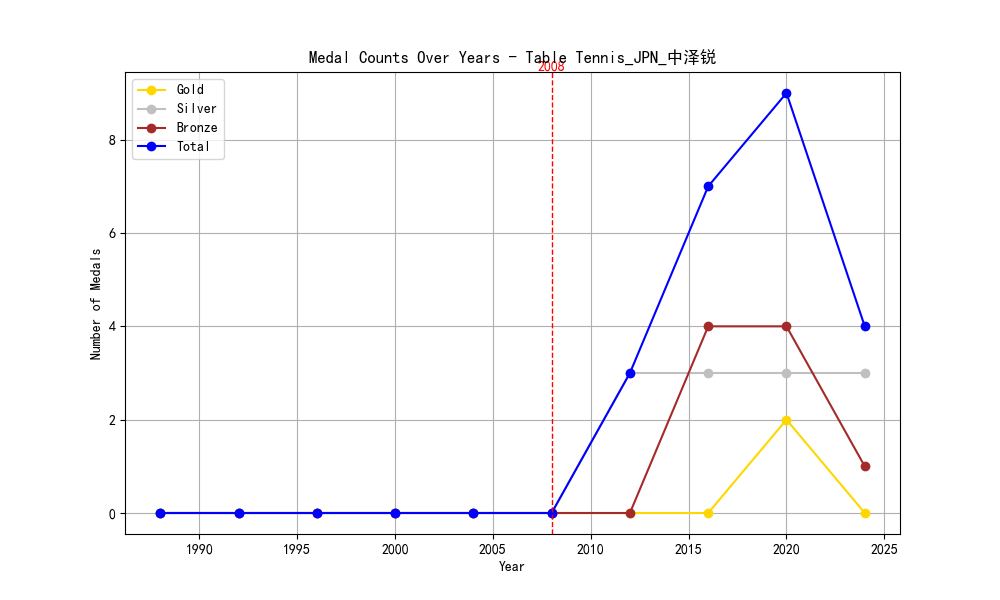 Medal Counts Over Years - Table Tennis_JPN_中泽锐
2008
Gold
Silver
Bronze
Total
8
6
4
2
0
Number of Medals
1990 1995 2000 2005 2010 2015 2020 2025
Year